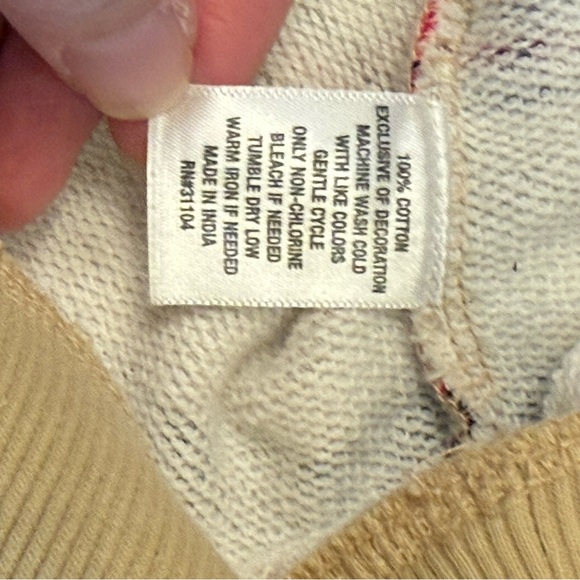 100% COTTON
EXCLUSIVE OF DECORATION
MACHINE WASH COLD
WITH LIKE COLORS
GENTLE CYCLE
ONLY NON-CHLORINE
BLEACH IF NEEDED
TUMBLE DRY LOW
WARM IRON IF NEEDED
MADE IN INDIA
RN#31104